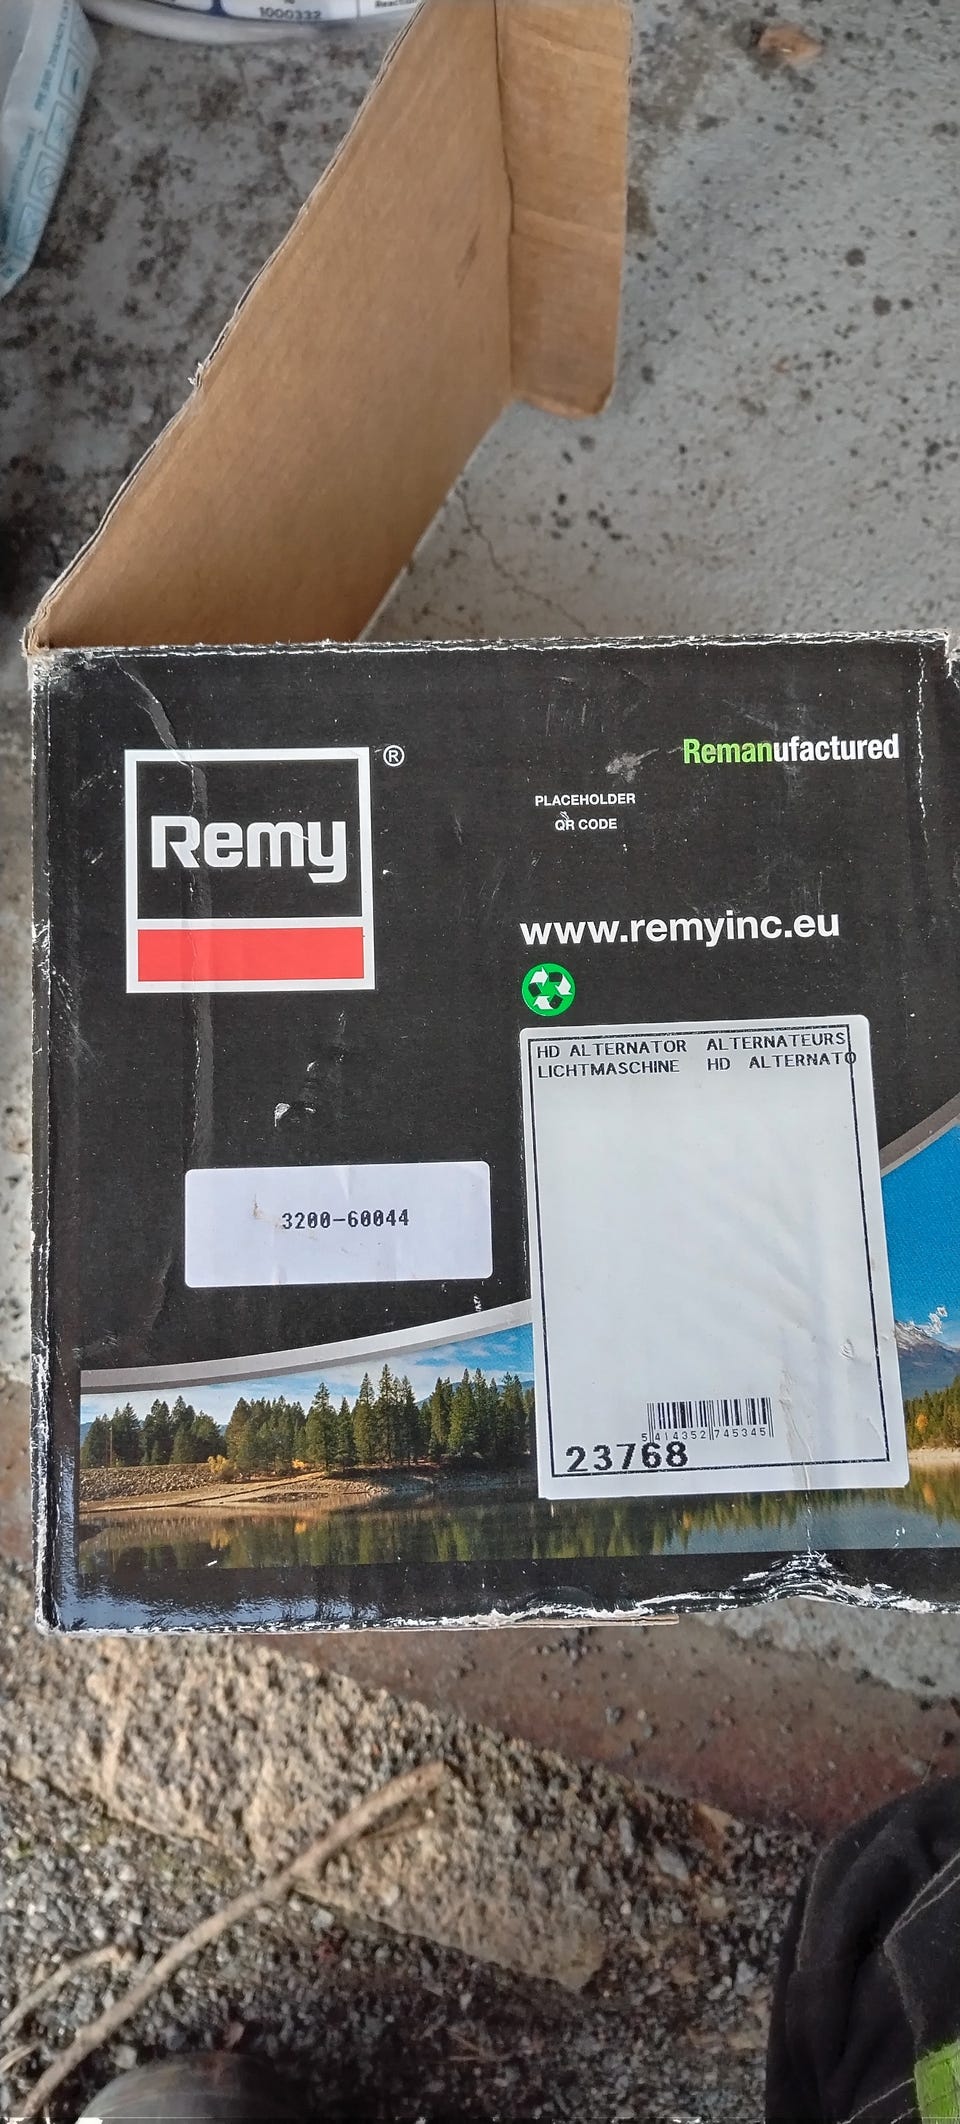 1000332
Remy
®
Remanufactured
PLACEHOLDER
QR CODE
www.remyinc.eu
HD ALTERNATOR ALTERNATEURS
LICHTMASCHINE HD ALTERNATO
3200-60044
5 414352 745345
23768